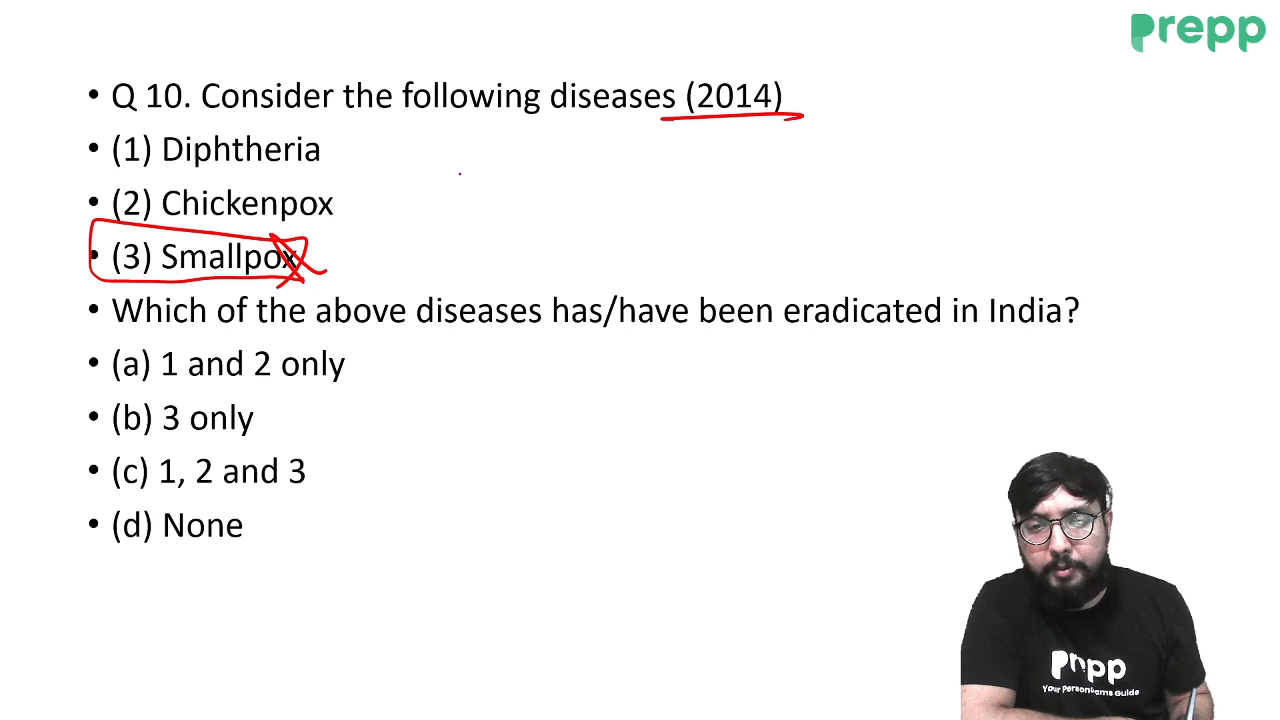 prepp
• Q 10. Consider the following diseases (2014)
• (1) Diphtheria
• (2) Chickenpox
• (3) Smallpox
• Which of the above diseases has/have been eradicated in India?
• (a) 1 and 2 only
• (b) 3 only
• (c) 1, 2 and 3
• (d) None
prepp